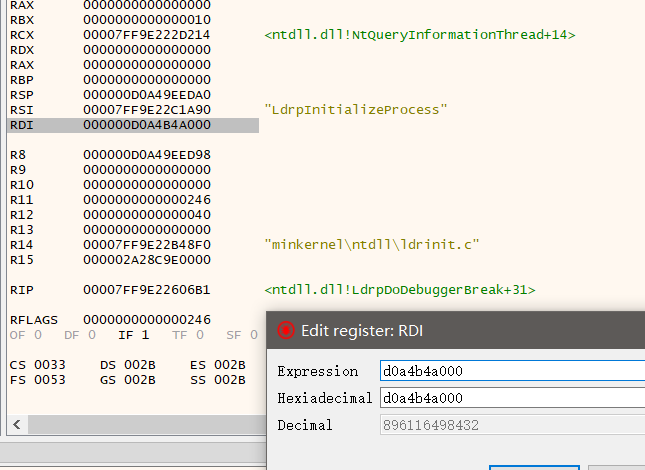 RAX 0000000000000000
RBX 0000000000000010
RCX 00007FF9E222D214 <ntdll.dll!NtQueryInformationThread+14>
RDX 0000000000000000
RAX 0000000000000000
RBP 0000000000000000
RSP 000000D0A49EEDA0
RSI 00007FF9E22C1A90 "LdrpInitializeProcess"
RDI 000000D0A4B4A000
R8 000000D0A49EED98
R9 0000000000000000
R10 0000000000000000
R11 0000000000000246
R12 0000000000000040
R13 0000000000000000
R14 00007FF9E22B48F0 "minkernel\ntdll\ldrinit.c"
R15 000002A28C9E0000
RIP 00007FF9E22606B1 <ntdll.dll!LdrpDoDebuggerBreak+31>
RFLAGS 0000000000000246
OF 0 DF 0 IF 1 TF 0 SF 0
CS 0033 DS 002B ES 002B
FS 0053 GS 002B SS 002B
Edit register: RDI
Expression d0a4b4a000
Hexiadecimal d0a4b4a000
Decimal 896116498432